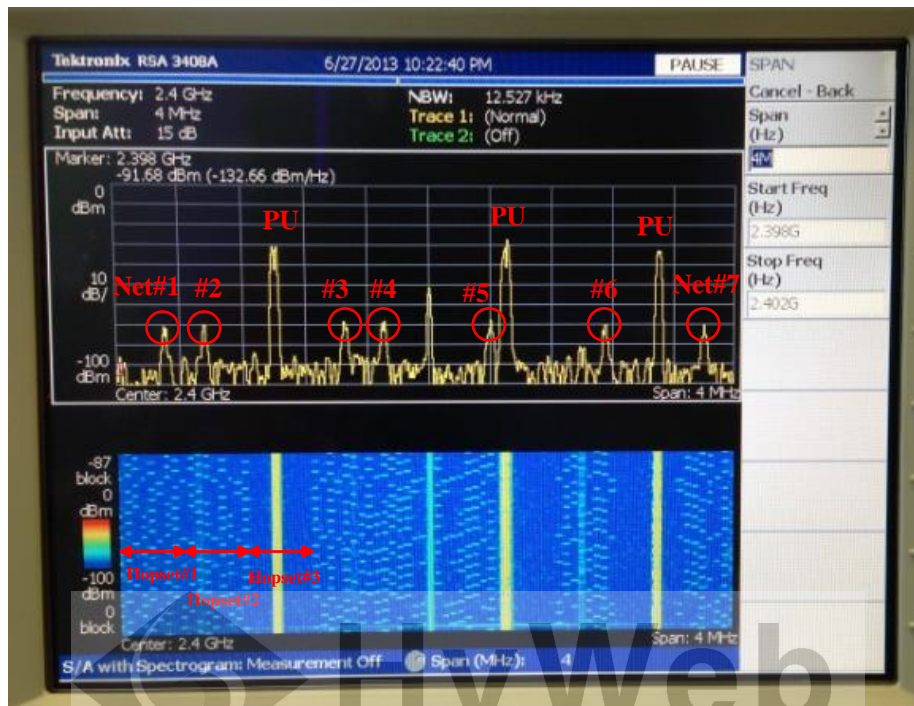 Tektronix RSA 3408A 6/27/2013 10:22:40 PM PAUSE
SPAN
Frequency: 2.4 GHz NBW: 12.527 kHz
Cancel - Back
Span: 4 MHz Trace 1: (Normal)
Span
Input Att: 15 dB Trace 2: (Off)
(Hz)
4M
Marker: 2.398 GHz
-91.68 dBm (-132.66 dBm/Hz)
Start Freq
(Hz)
2.398G
Stop Freq
(Hz)
2.402G
0
dBm
PU PU PU
10
dB/
Net#1 #2 #3 #4 #5 #6 Net#7
-100
dBm
Center: 2.4 GHz Span: 4 MHz
-87
block
0
dBm
-100
dBm
0
block
Hopset#1 Hopset#3
Hopset#2
Center: 2.4 GHz Span: 4 MHz
S/A with Spectrogram: Measurement Off Span (MHz): 4
HyWeb